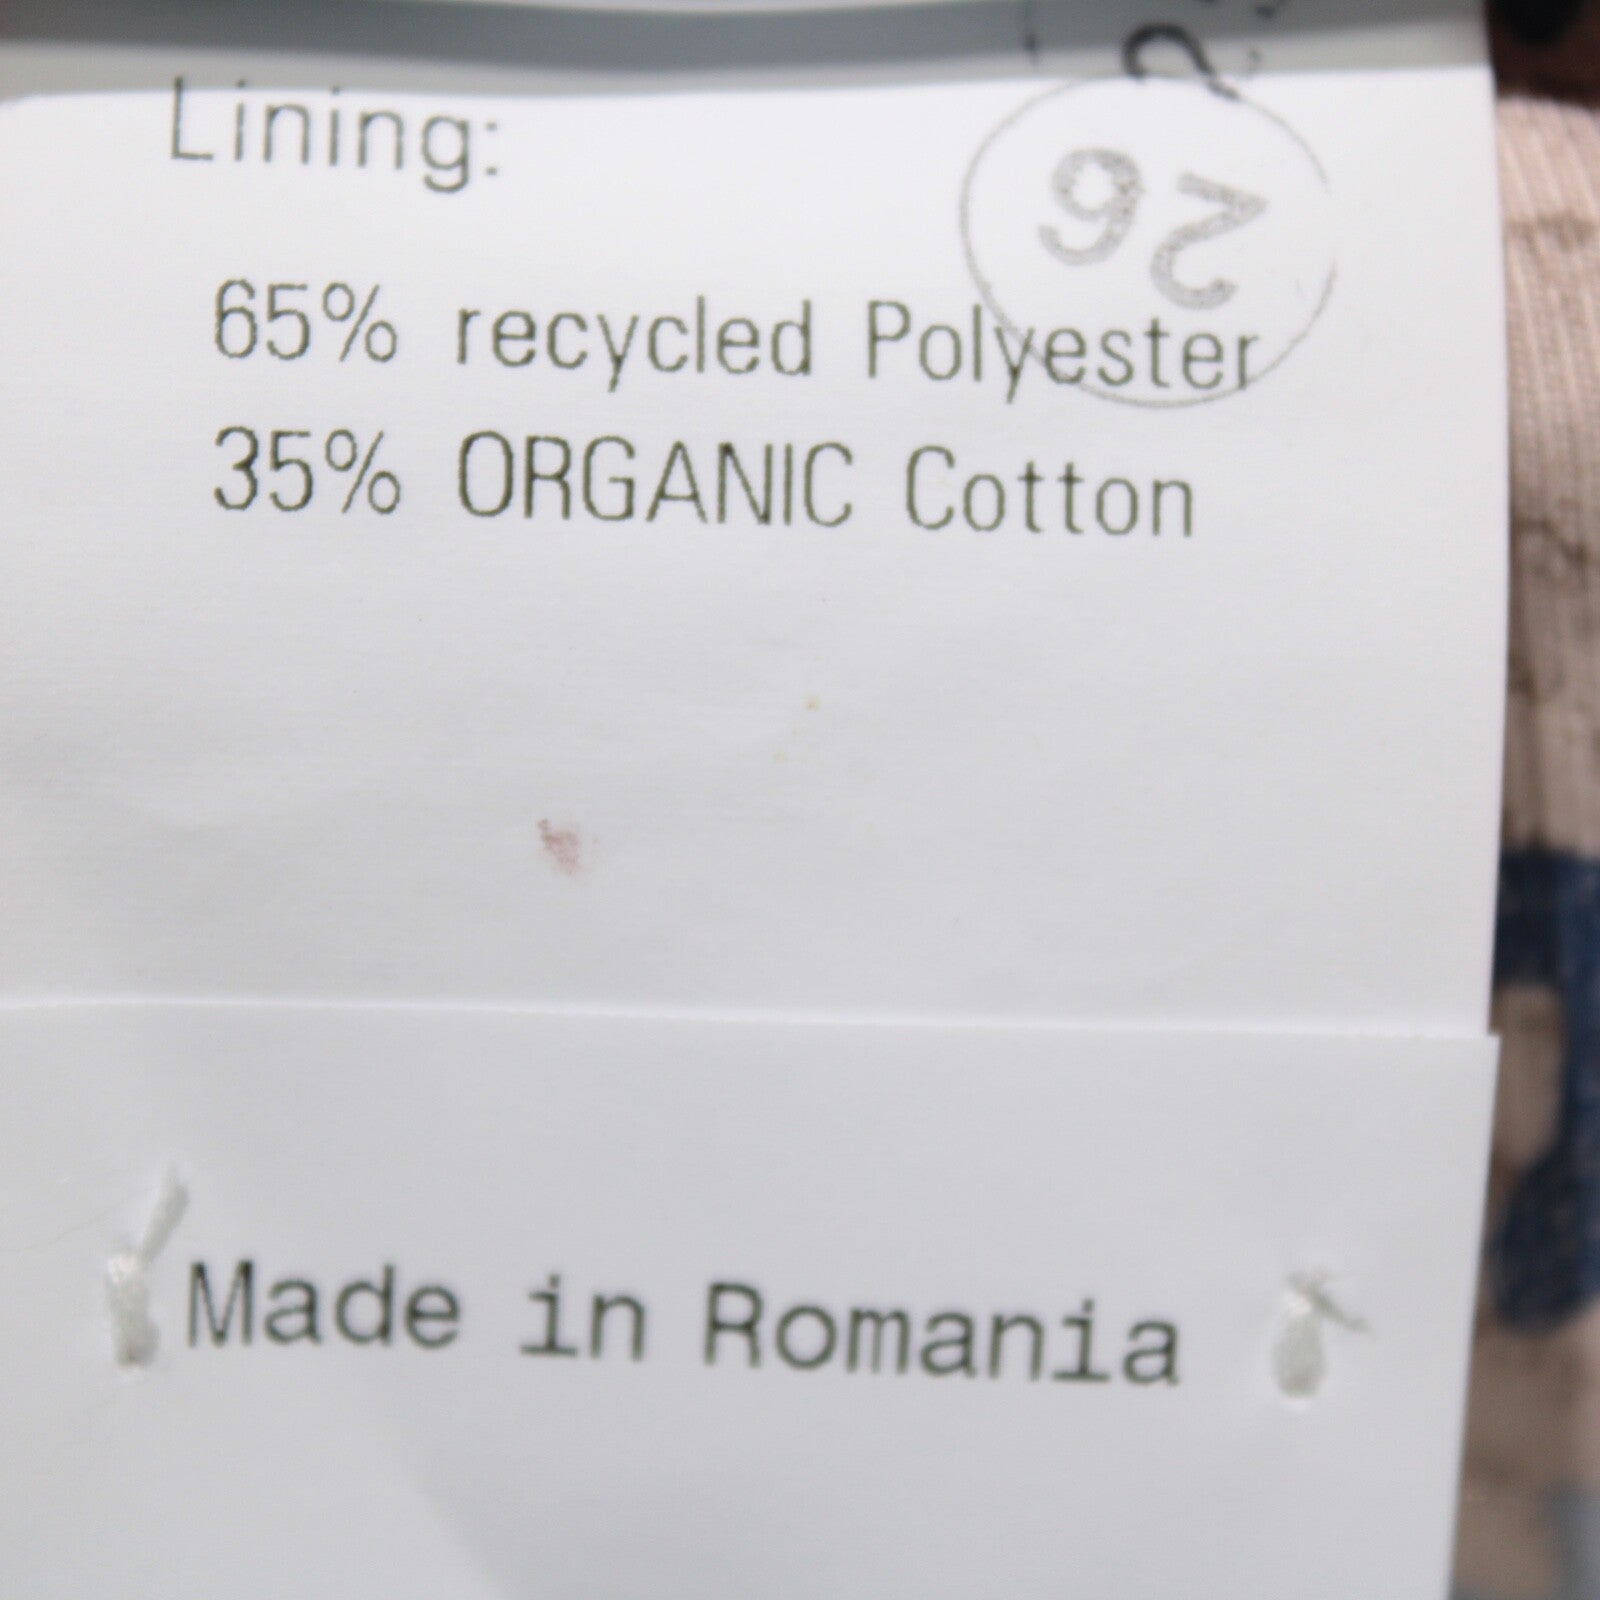 Lining:
26
65% recycled Polyester
35% ORGANIC Cotton
Made in Romania